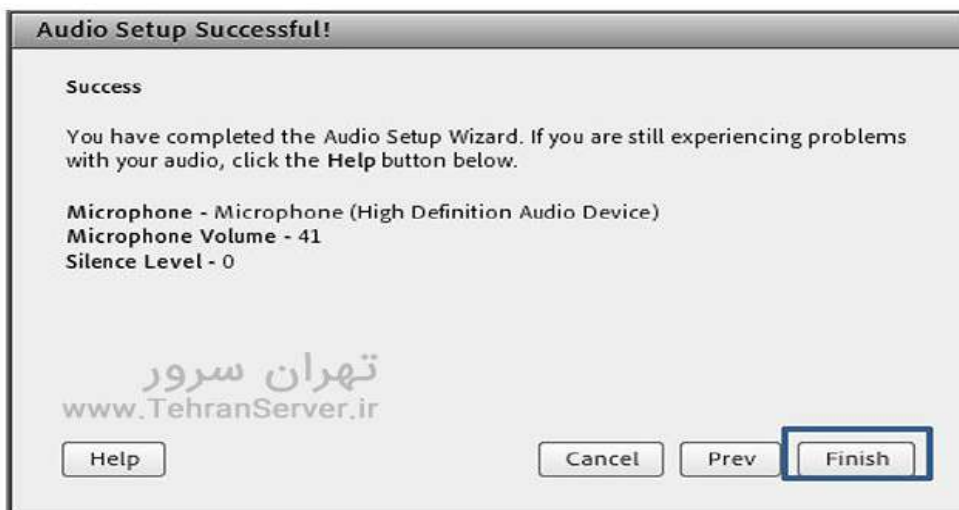 Audio Setup Successful!
Success
You have completed the Audio Setup Wizard. If you are still experiencing problems
with your audio, click the Help button below.
Microphone - Microphone (High Definition Audio Device)
Microphone Volume - 41
Silence Level - 0
تهران سرور
www.TehranServer.ir
Help Cancel Prev Finish